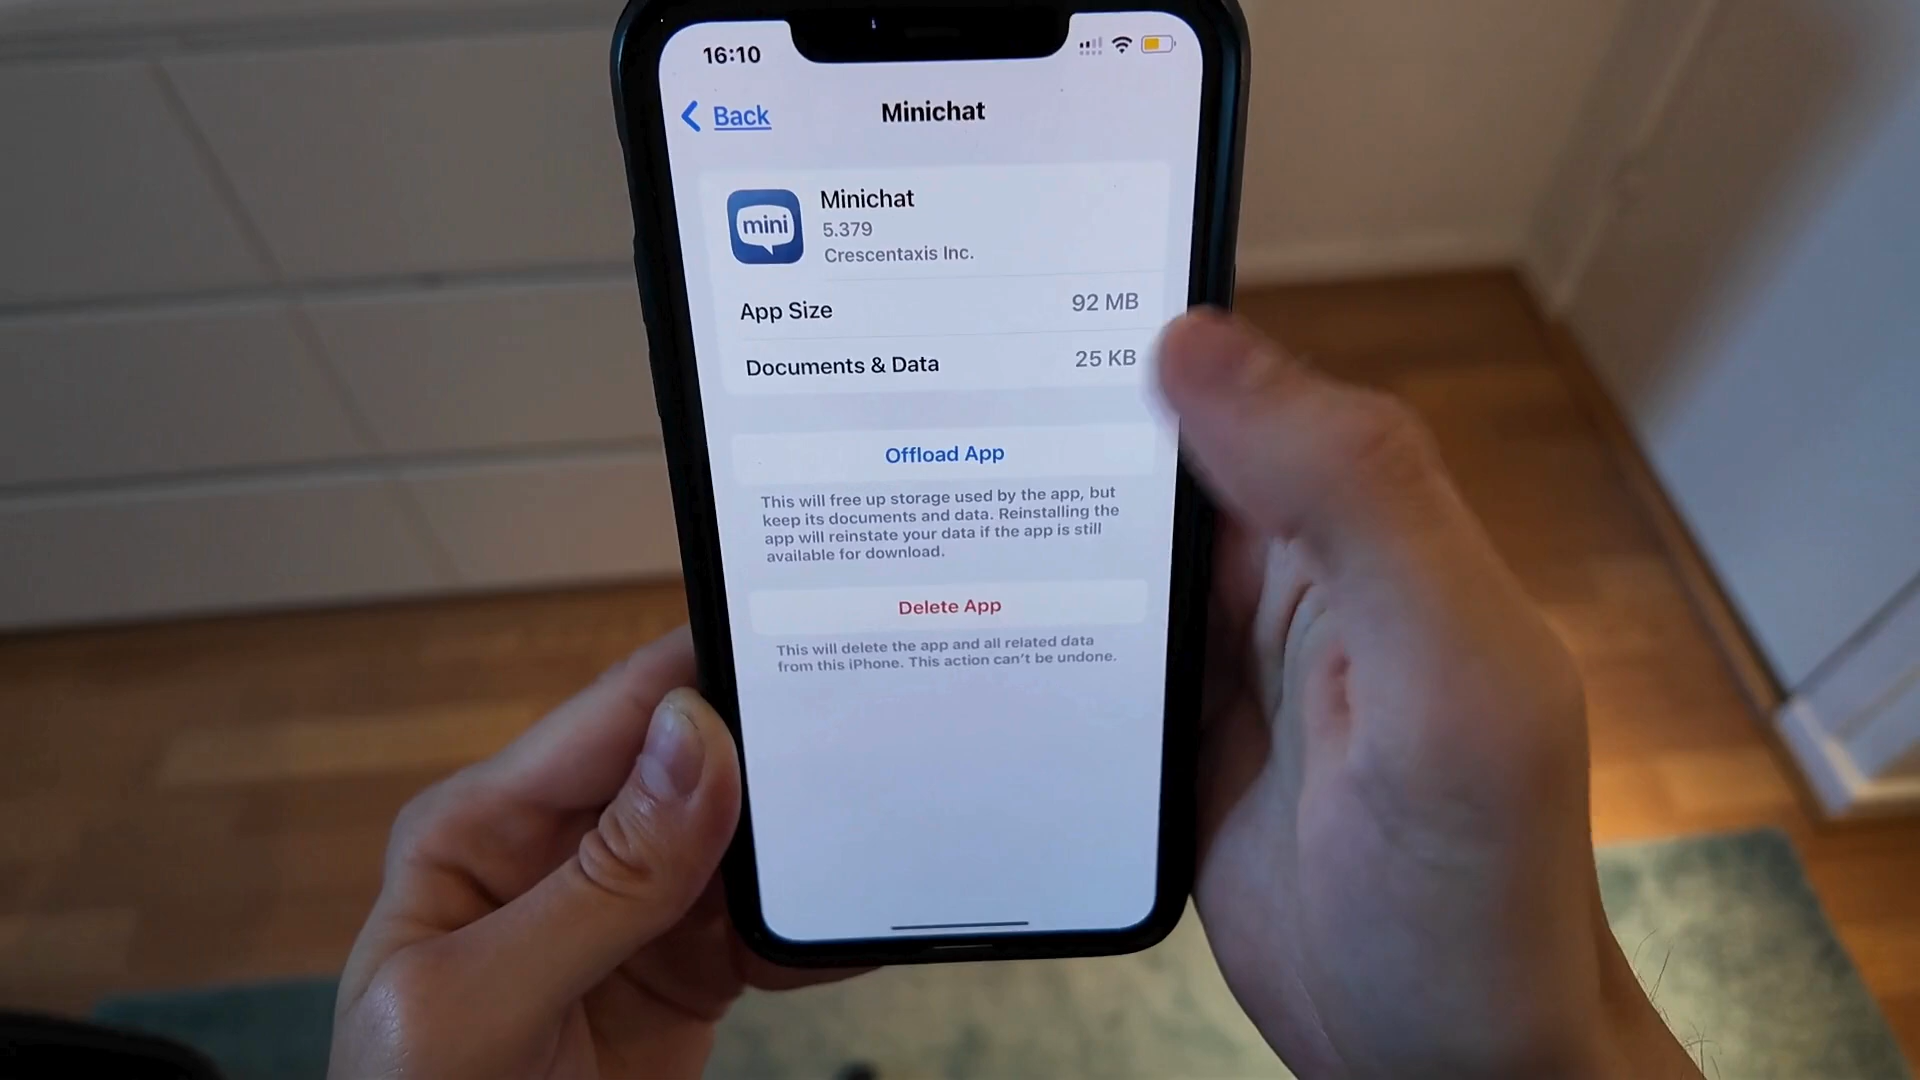 16:10
Back
Minichat
mini
Minichat
5.379
Crescentaxis Inc.
App Size
92 MB
Documents & Data
25 KB
Offload App
This will free up storage used by the app, but
keep its documents and data. Reinstalling the
app will reinstate your data if the app is still
available for download.
Delete App
This will delete the app and all related data
from this iPhone. This action can't be undone.